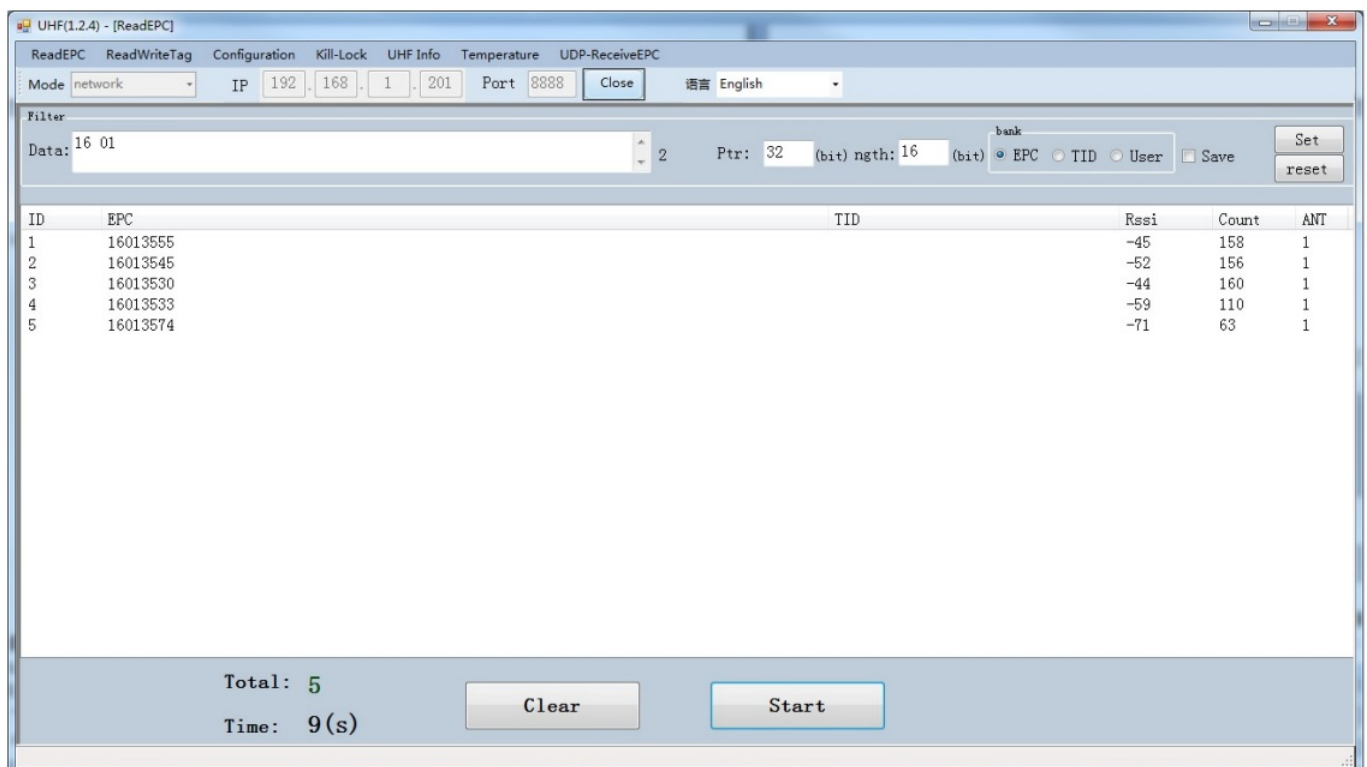 UHF(1.2.4) - [ReadEPC]
ReadEPC ReadWriteTag Configuration Kill-Lock UHF Info Temperature UDP-ReceiveEPC
Mode network IP 192 . 168 . 1 . 201 Port 8888 Close 语言 English
Filter
Data: 16 01 2 Ptr: 32 (bit) ngth: 16 (bit) bank EPC TID User Save Set
reset
ID EPC TID Rssi Count ANT
1 16013555 -45 158 1
2 16013545 -52 156 1
3 16013530 -44 160 1
4 16013533 -59 110 1
5 16013574 -71 63 1
Total: 5
Clear Start
Time: 9(s)